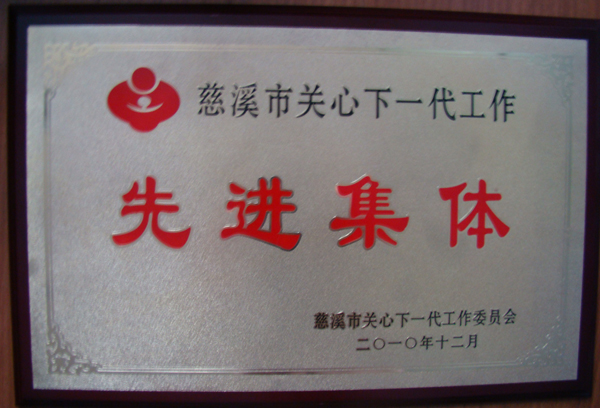 慈溪市关心下一代工作
先进集体
慈溪市关心下一代工作委员会
二〇一〇年十二月